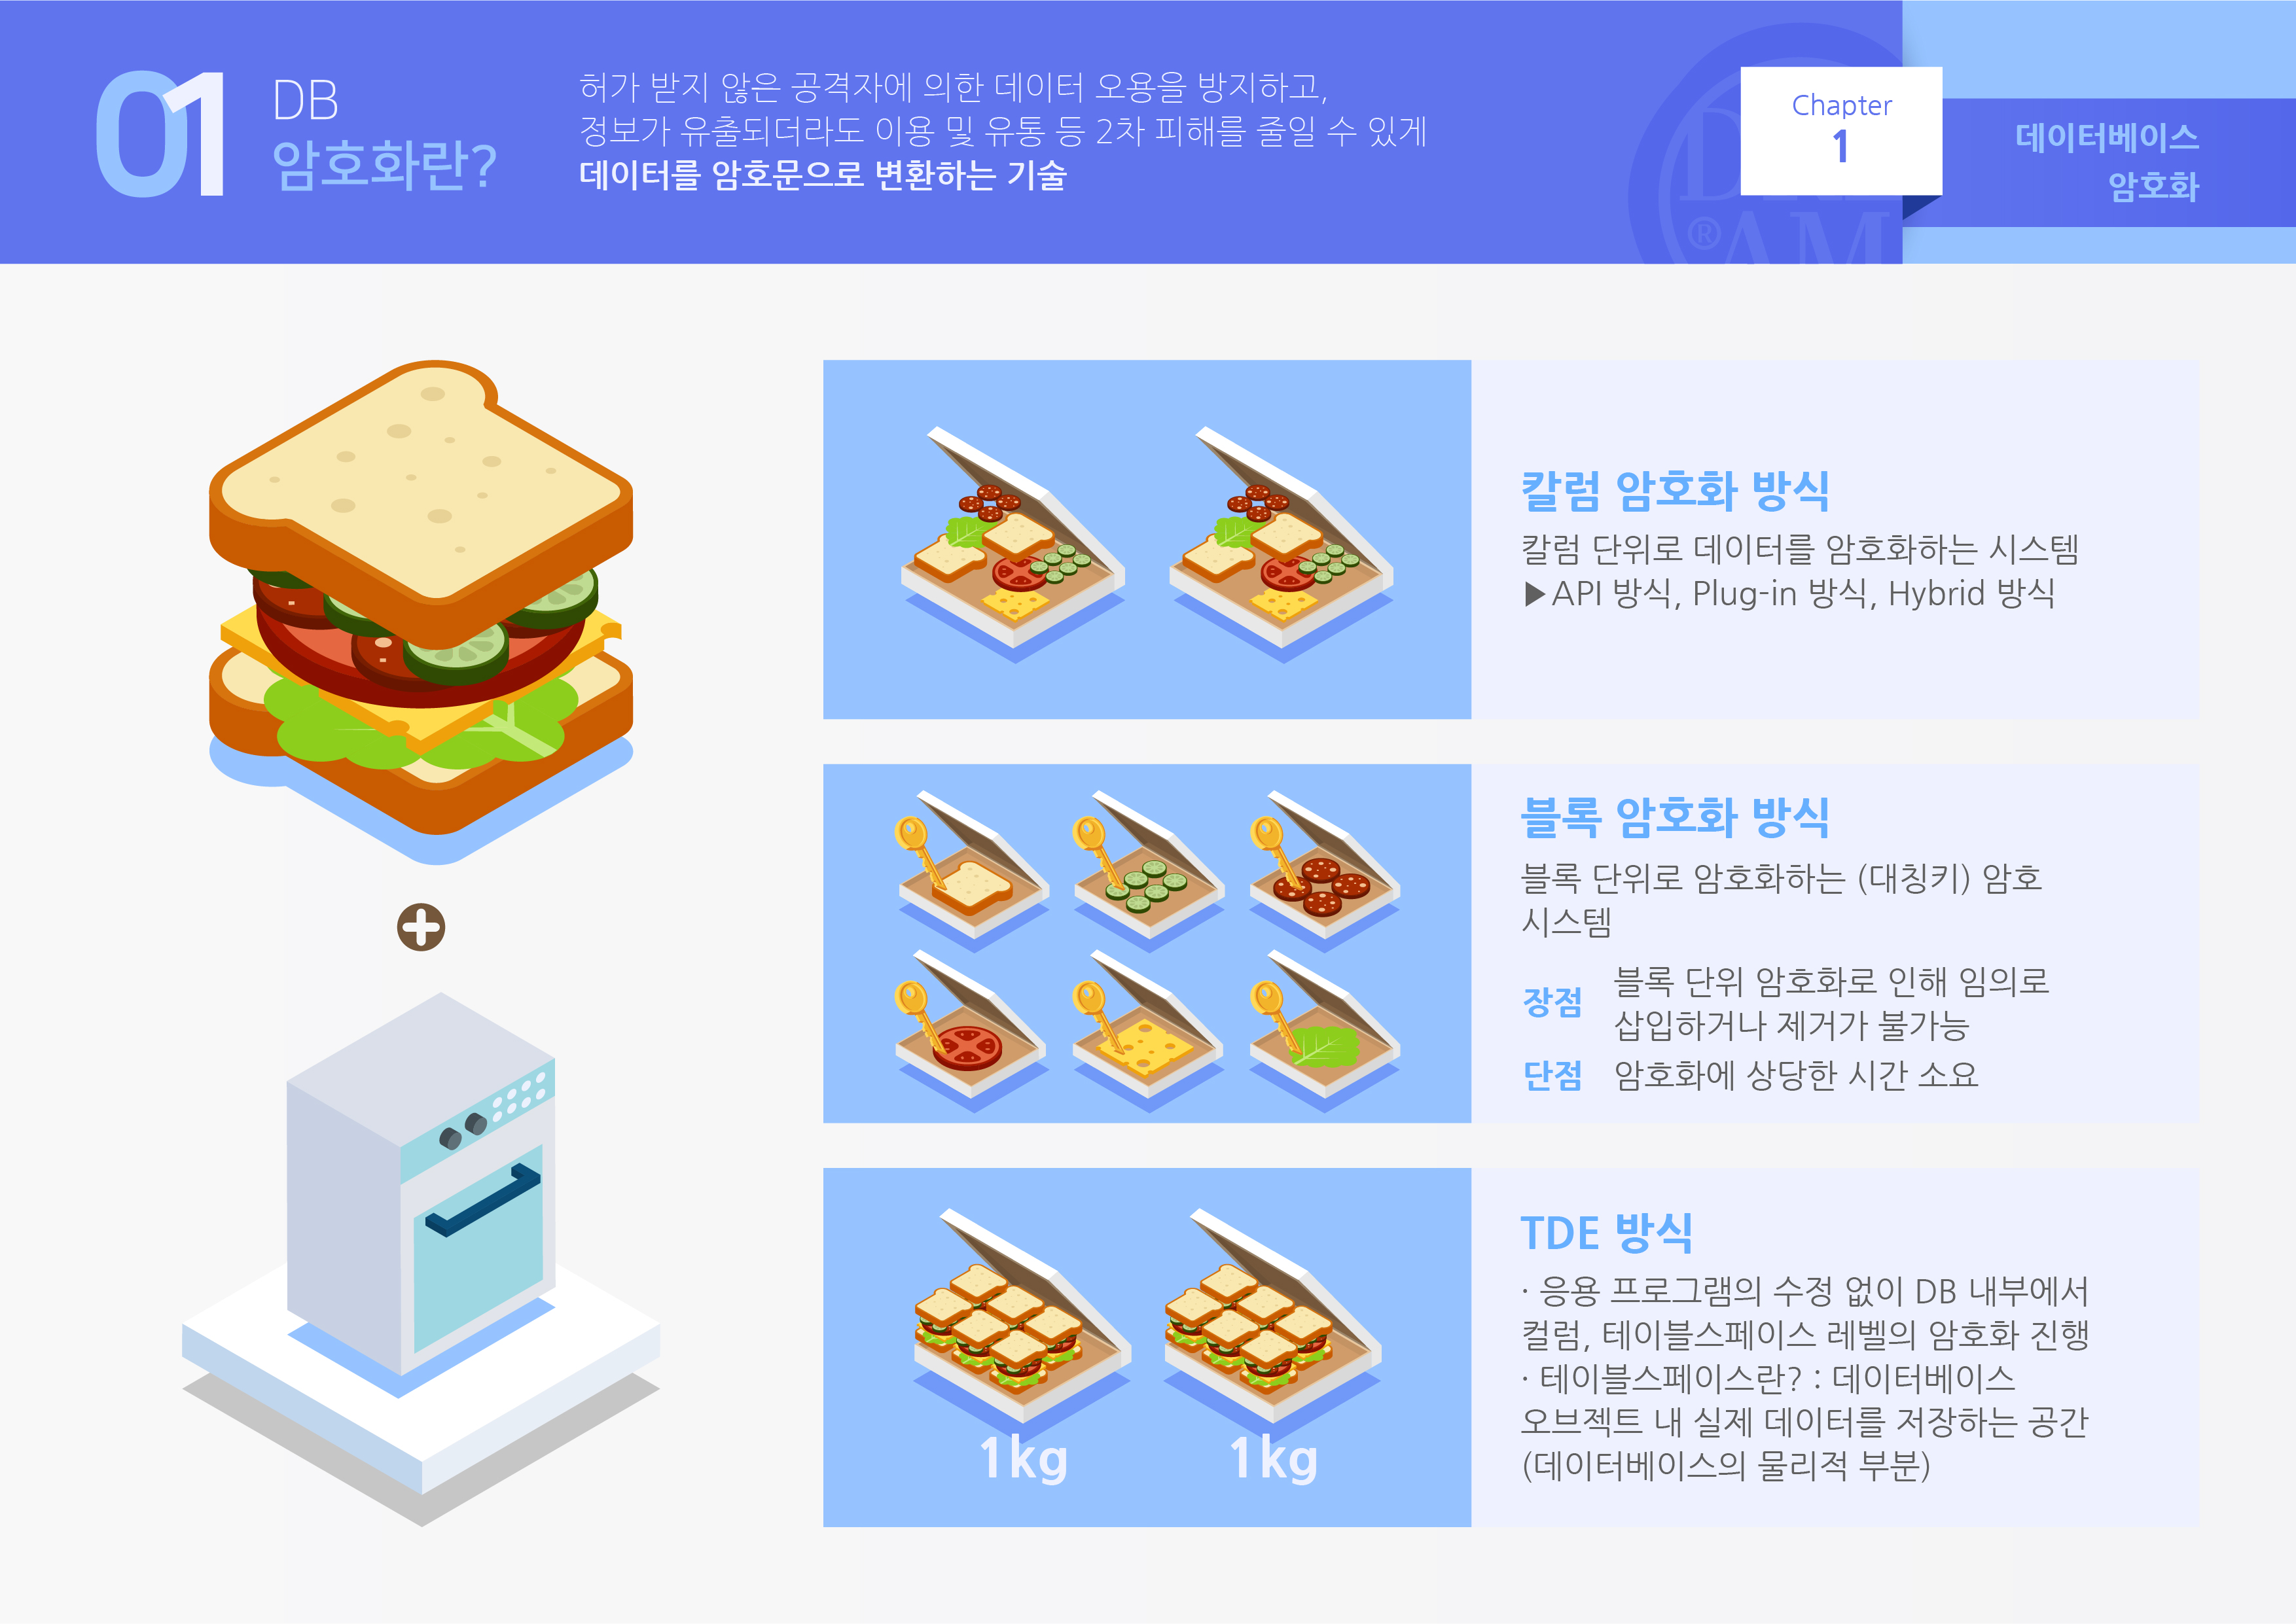 01
DB
암호화란?
허가 받지 않은 공격자에 의한 데이터 오용을 방지하고,
정보가 유출되더라도 이용 및 유통 등 2차 피해를 줄일 수 있게
데이터를 암호문으로 변환하는 기술
®AM
Chapter
1
데이터베이스
암호화
칼럼 암호화 방식
칼럼 단위로 데이터를 암호화하는 시스템
▶API 방식, Plug-in 방식, Hybrid 방식
블록 암호화 방식
블록 단위로 암호화하는 (대칭키) 암호
시스템
장점 블록 단위 암호화로 인해 임의로
삽입하거나 제거가 불가능
단점 암호화에 상당한 시간 소요
1kg 1kg
TDE 방식
· 응용 프로그램의 수정 없이 DB 내부에서
컬럼, 테이블스페이스 레벨의 암호화 진행
· 테이블스페이스란? : 데이터베이스
오브젝트 내 실제 데이터를 저장하는 공간
(데이터베이스의 물리적 부분)